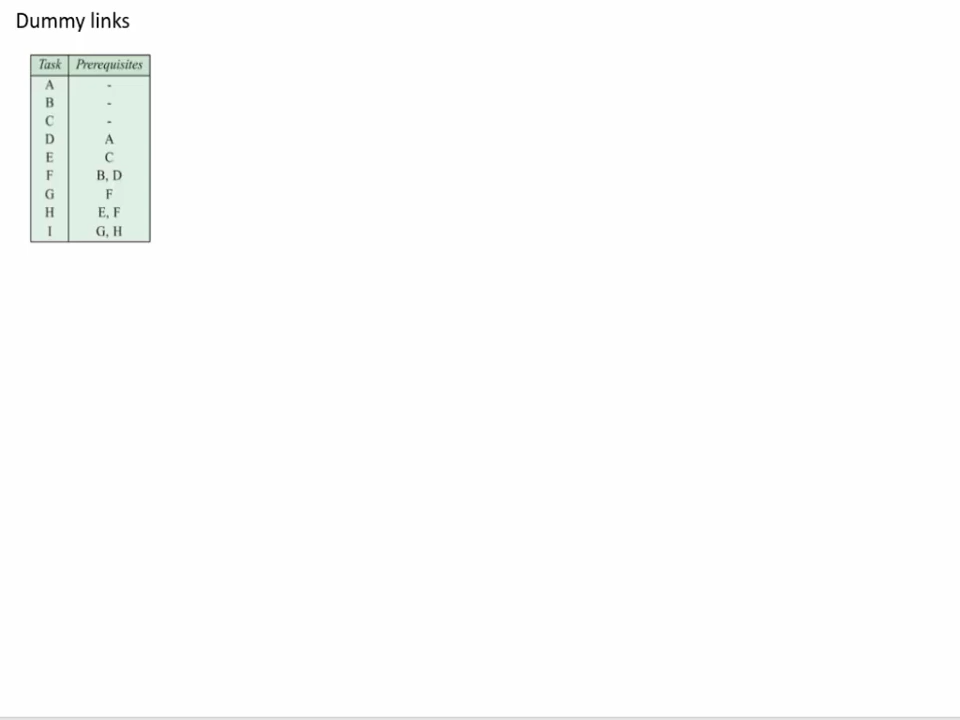 Dummy links
Task Prerequisites
A -
B -
C -
D A
E C
F B, D
G F
H E, F
I G, H